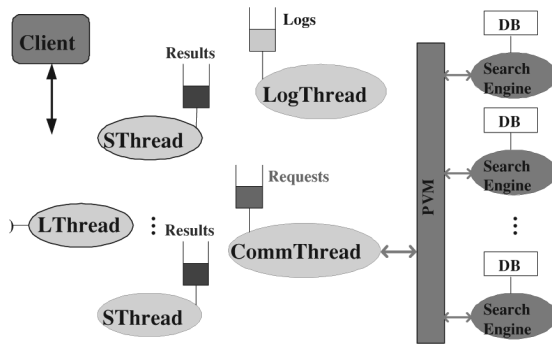 Client
Results
SThread
Logs
LogThread
LThread
Results
SThread
Requests
CommThread
PVM
DB
Search
Engine
DB
Search
Engine
DB
Search
Engine